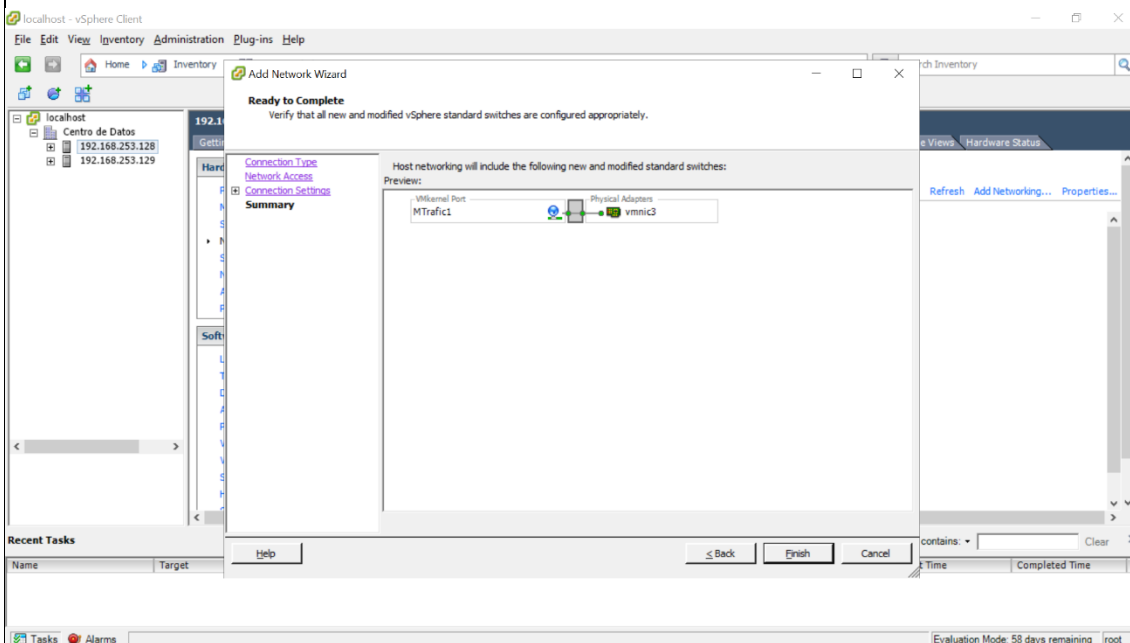 localhost - vSphere Client
File Edit View Inventory Administration Plug-ins Help
Home Inventory
Inventory
Add Network Wizard
Ready to Complete
Verify that all new and modified vSphere standard switches are configured appropriately.
localhost
Centro de Datos
192.168.253.128
192.168.253.129
Views Hardware Status
Connection Type
Network Access
Connection Settings
Summary
Host networking will include the following new and modified standard switches:
Preview:
VMkernel Port
MTrafic1
Physical Adapters
vmnic3
Refresh Add Networking... Properties...
Help < Back Finish Cancel
Recent Tasks
contains: Clear
Name Target Time Completed Time
Tasks Alarms
Evaluation Mode: 58 days remaining root